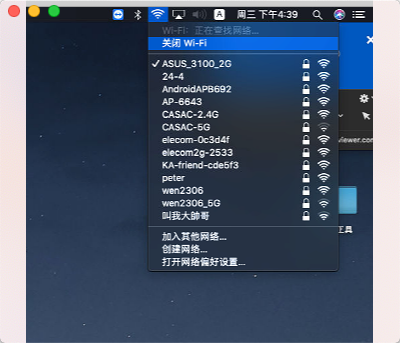 A 周三 下午4:39
Wi-Fi: 正在查找网络...
关闭 Wi-Fi
ASUS_3100_2G
24-4
AndroidAPB692
AP-6643
CASAC-2.4G
CASAC-5G
elecom-0c3d4f
elecom2g-2533
KA-friend-cde5f3
peter
wen2306
wen2306_5G
叫我大帥哥
加入其他网络...
创建网络...
打开网络偏好设置...
viewer.com
工具